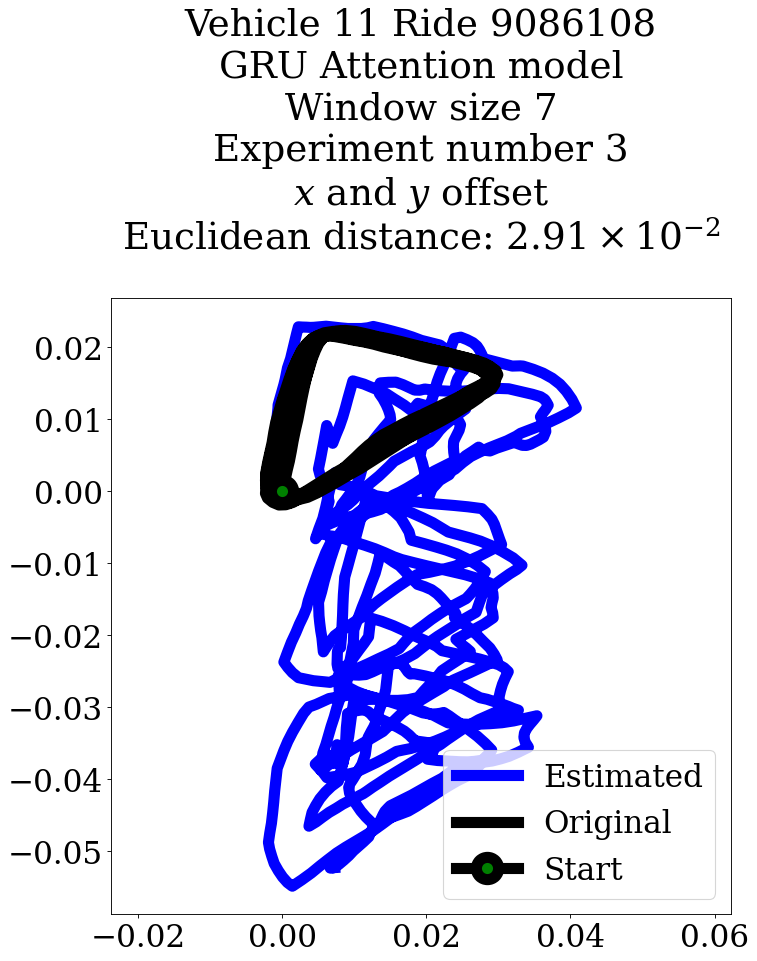 Vehicle 11 Ride 9086108
GRU Attention model
Window size 7
Experiment number 3
x and y offset
Euclidean distance: 2.91 × 10⁻²
0.02
0.01
0.00
−0.01
−0.02
−0.03
−0.04
−0.05
Estimated
Original
Start
−0.02 0.00 0.02 0.04 0.06